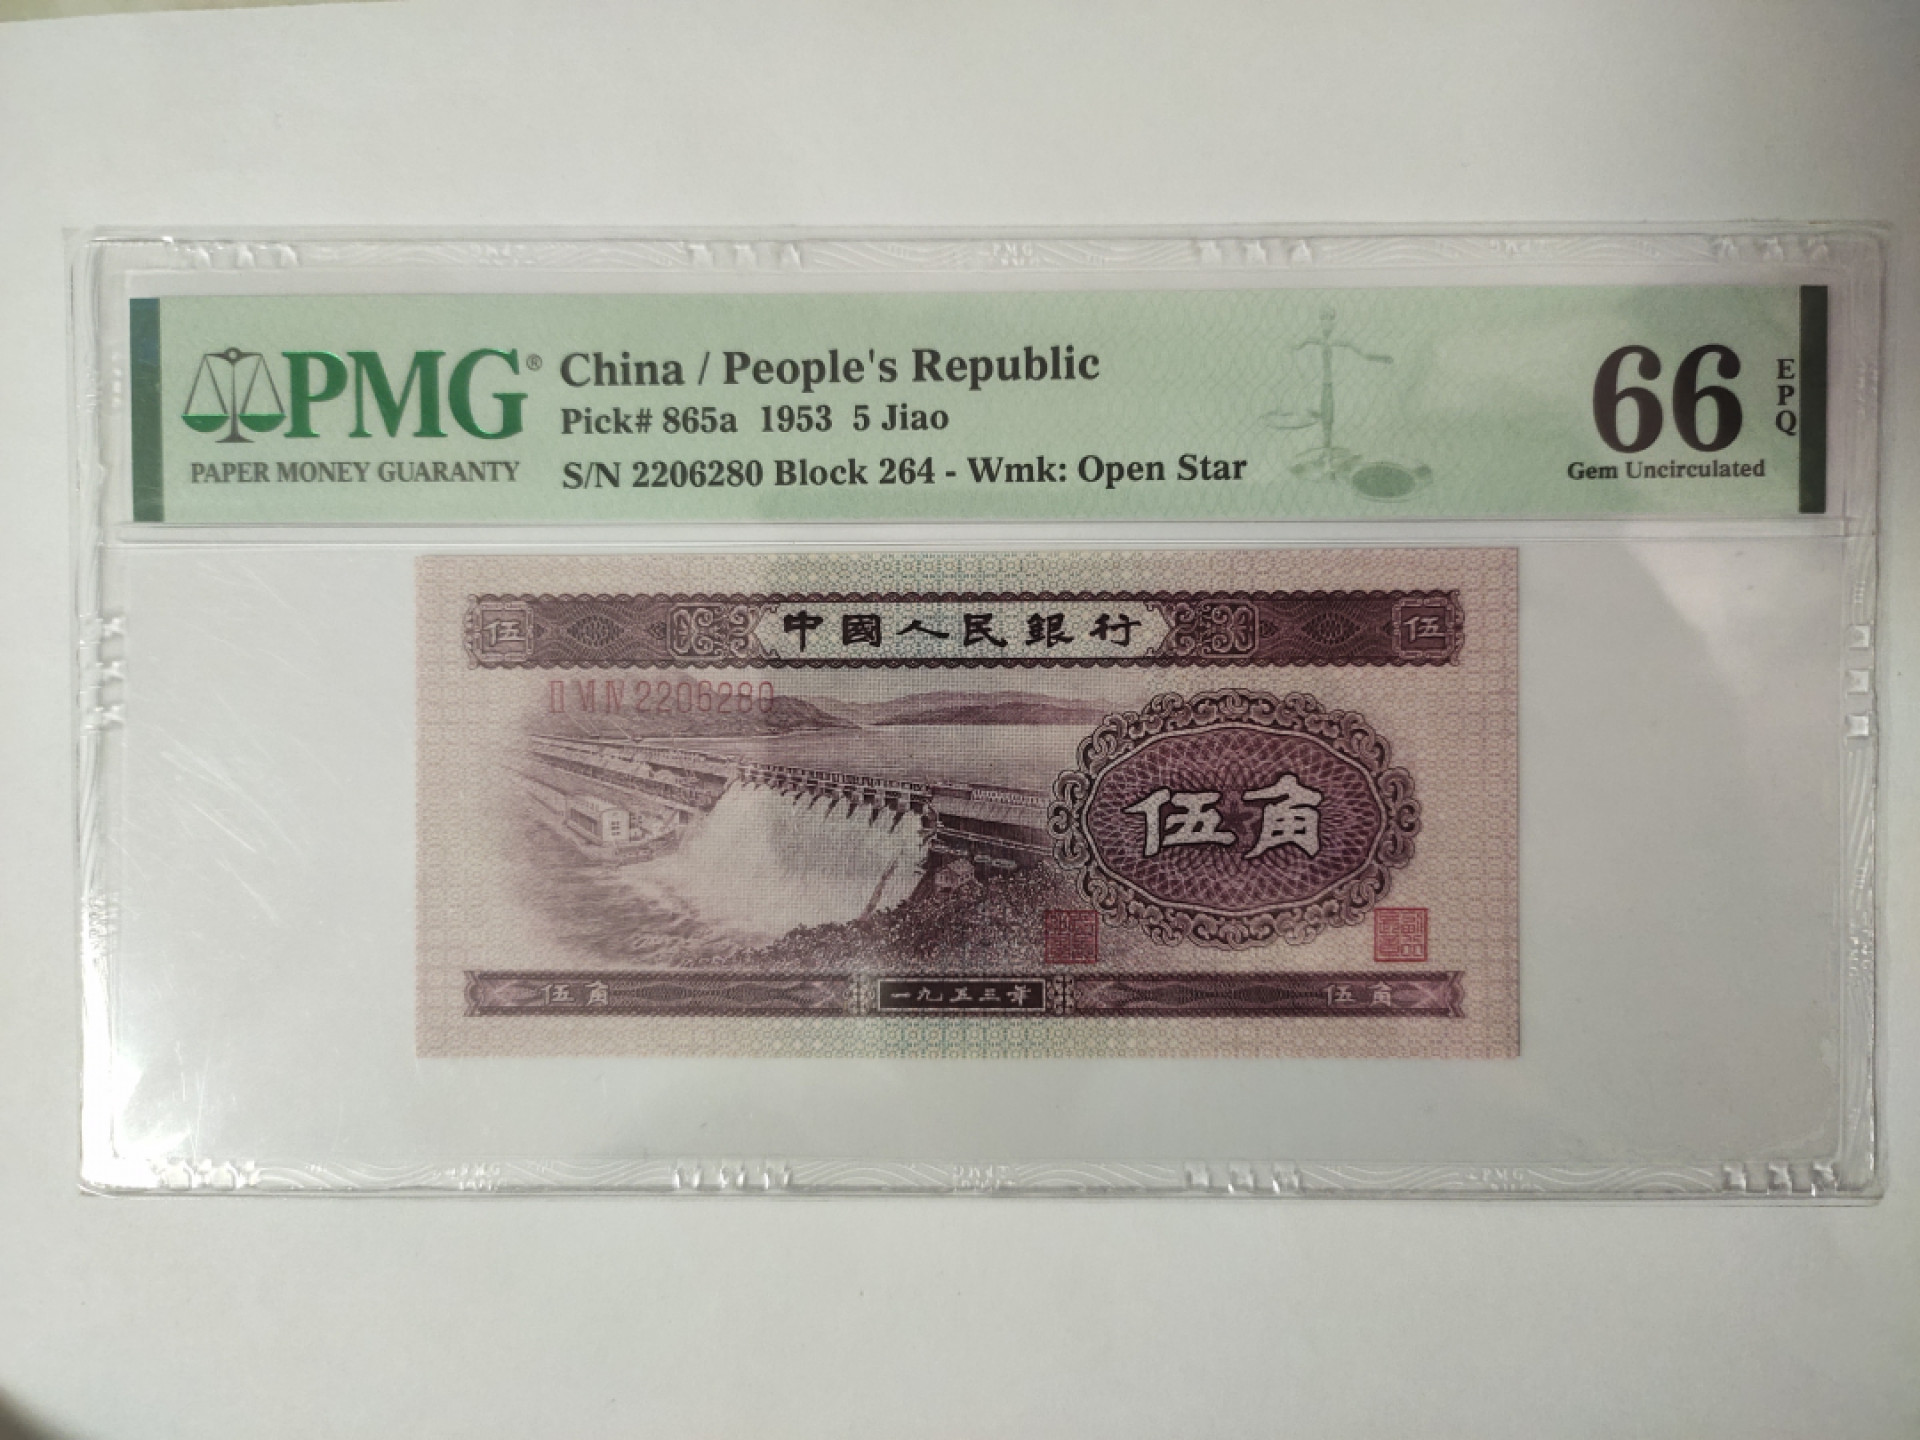 PMG®
PAPER MONEY GUARANTY
China / People's Republic
Pick# 865a 1953 5 Jiao
S/N 2206280 Block 264 - Wmk: Open Star
66
EPQ
Gem Uncirculated
伍 中國人民銀行 伍
II VI IV 2206280
伍角
伍角 一九五三年 伍角